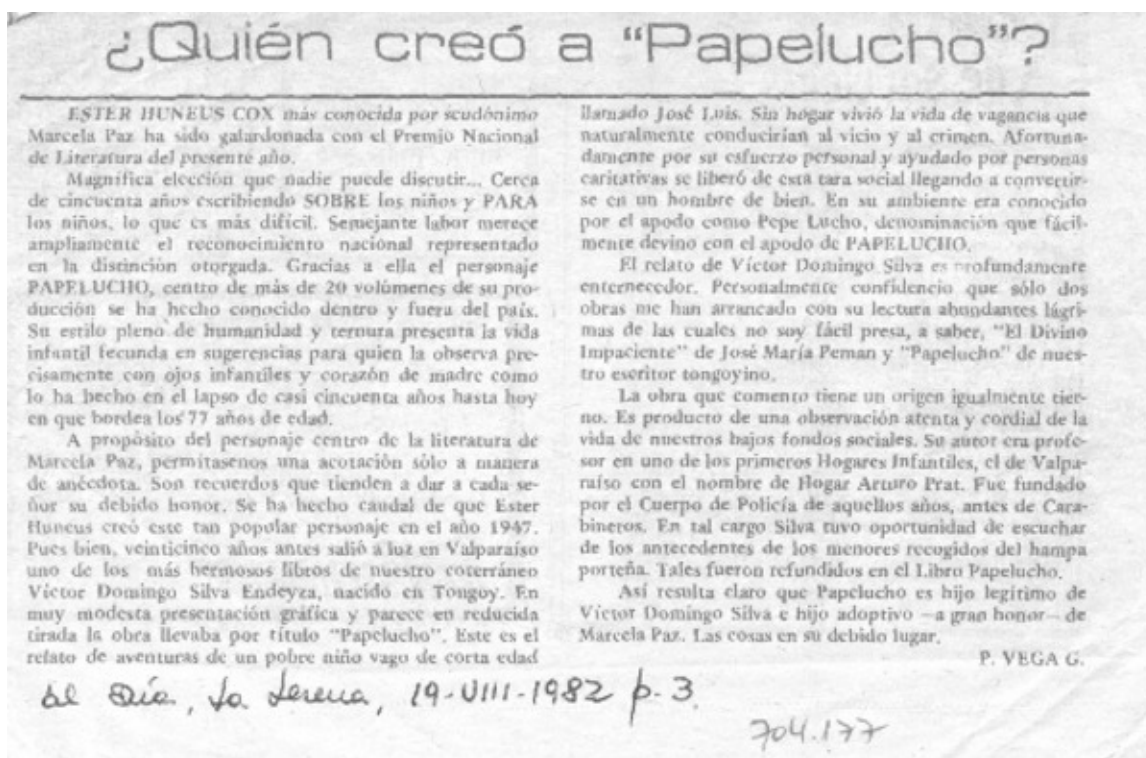 ¿Quién creó a “Papelucho”?
ESTER HUNEUS COX más conocida por seudónimo
Marcela Paz ha sido galardonada con el Premio Nacional
de Literatura del presente año.
Magnífica elección que nadie puede discutir... Cerca
de cincuenta años escribiendo SOBRE los niños y PARA
los niños, lo que es más difícil. Semejante labor merece
ampliamente el reconocimiento nacional representado
en la distinción otorgada. Gracias a ella el personaje
PAPELUCHO, centro de más de 20 volúmenes de su pro-
ducción se ha hecho conocido dentro y fuera del país.
Su estilo pleno de humanidad y ternura presenta la vida
infantil fecunda en sugerencias para quien la observa pre-
cisamente con ojos infantiles y corazón de madre como
lo ha hecho en el lapso de casi cincuenta años hasta hoy
en que bordea los 77 años de edad.
A propósito del personaje centro de la literatura de
Marcela Paz, permítasenos una acotación sólo a manera
de anécdota. Son recuerdos que tienden a dar a cada se-
ñor su debido honor. Se ha hecho caudal de que Ester
Huneus creó este tan popular personaje en el año 1947.
Pues bien, veinticinco años antes salió a luz en Valparaíso
uno de los más hermosos libros de nuestro coterráneo
Víctor Domingo Silva Endeyza, nacido en Tongoy. En
muy modesta presentación gráfica y parece en reducida
tirada la obra llevaba por título “Papelucho”. Este es el
relato de aventuras de un pobre niño vago de corta edad
llamado José Luis. Sin hogar vivió la vida de vagancia que
naturalmente conducirían al vicio y al crimen. Afortuna-
damente por su esfuerzo personal y ayudado por personas
caritativas se liberó de esta tara social llegando a convertir-
se en un hombre de bien. En su ambiente era conocido
por el apodo como Pepe Lucho, denominación que fácil-
mente devino con el apodo de PAPELUCHO.
El relato de Víctor Domingo Silva es profundamente
enternecedor. Personalmente confidencio que sólo dos
obras me han arrancado con su lectura abundantes lágri-
mas de las cuales no soy fácil presa, a saber, “El Divino
Impaciente” de José María Peman y “Papelucho” de nues-
tro escritor tongoyino.
La obra que comento tiene un origen igualmente tier-
no. Es producto de una observación atenta y cordial de la
vida de nuestros bajos fondos sociales. Su autor era profe-
sor en uno de los primeros Hogares Infantiles, el de Valpa-
raíso con el nombre de Hogar Arturo Prat. Fue fundado
por el Cuerpo de Policía de aquellos años, antes de Cara-
bineros. En tal cargo Silva tuvo oportunidad de escuchar
de los antecedentes de los menores recogidos del hampa
porteña. Tales fueron refundidos en el Libro Papelucho.
Así resulta claro que Papelucho es hijo legítimo de
Víctor Domingo Silva e hijo adoptivo —a gran honor— de
Marcela Paz. Las cosas en su debido lugar.
P. VEGA G.
El Día, La Serena, 19-VIII-1982 p. 3.
704.177